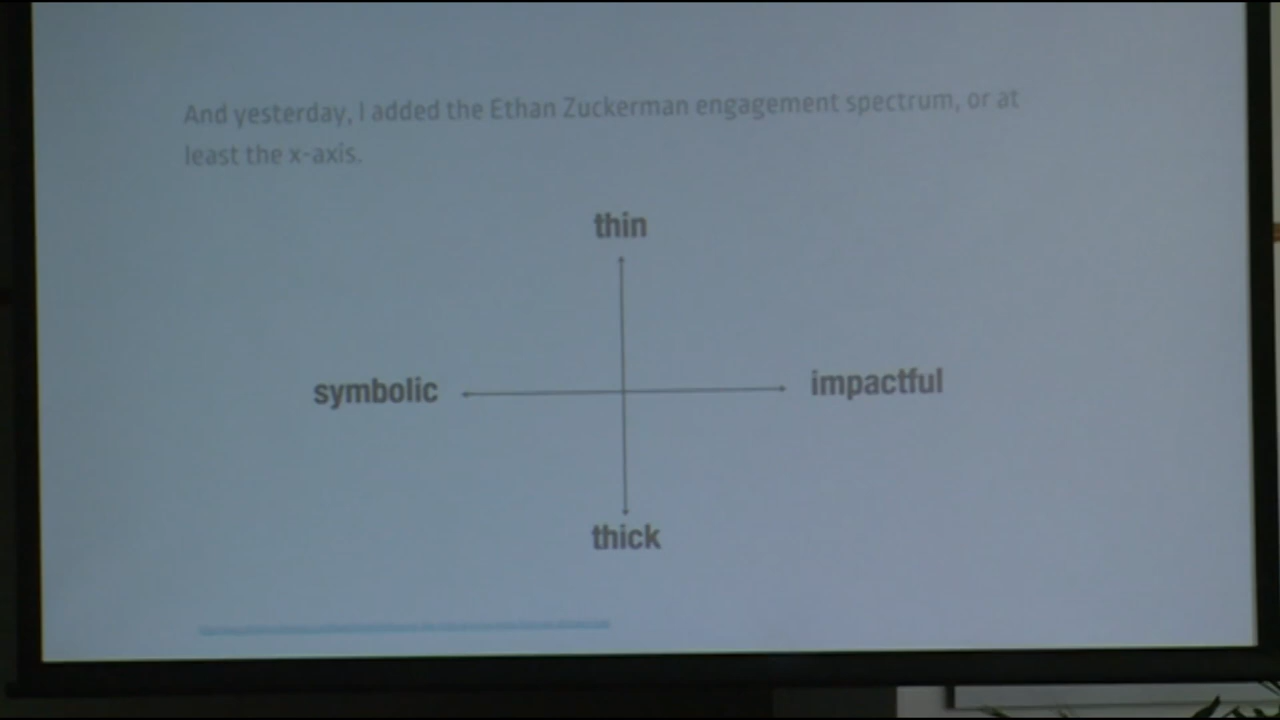 And yesterday, I added the Ethan Zuckerman engagement spectrum, or at
least the x-axis.
thin
symbolic
impactful
thick